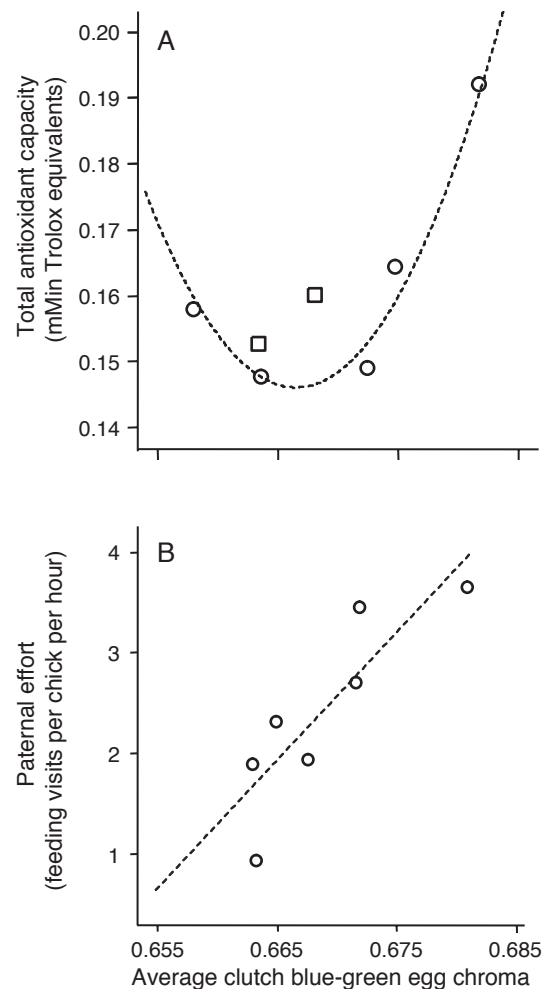 A
0.20
0.19
0.18
0.17
0.16
0.15
0.14
Total antioxidant capacity
(mMin Trolox equivalents)
B
4
3
2
1
Paternal effort
(feeding visits per chick per hour)
0.655 0.665 0.675 0.685
Average clutch blue-green egg chroma